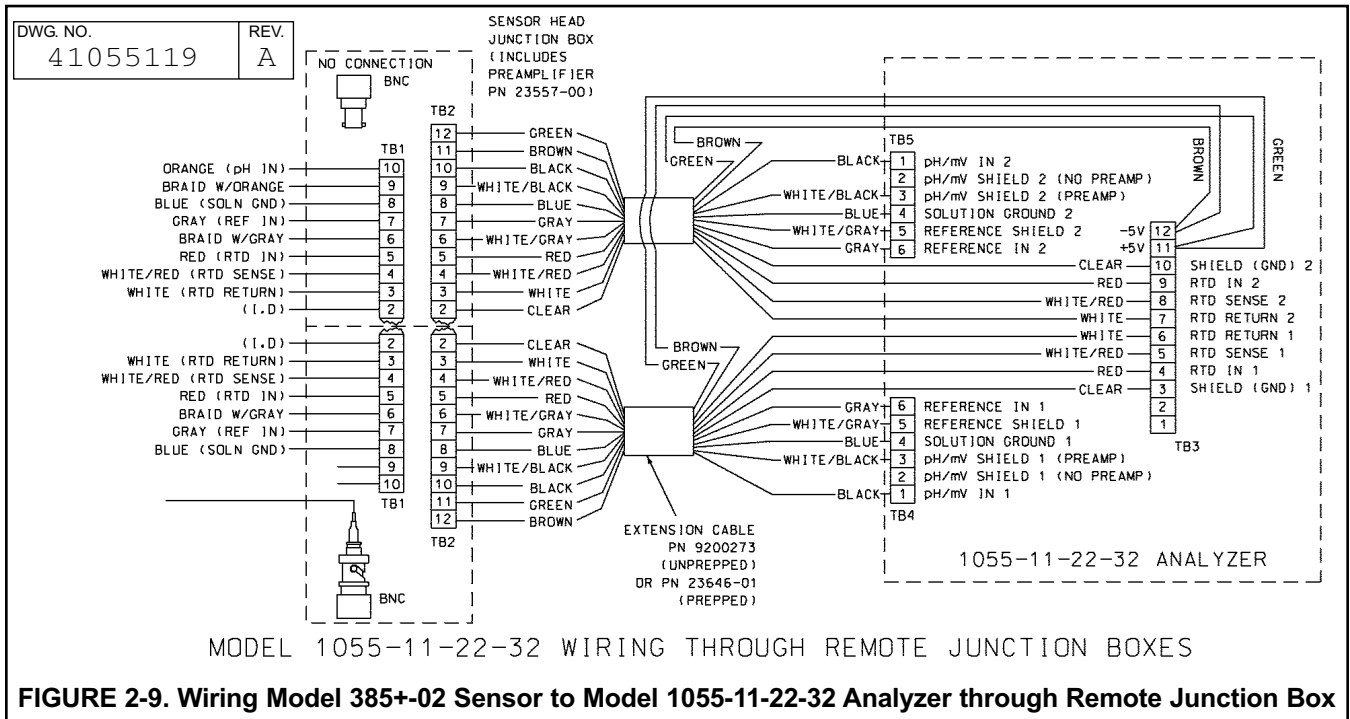 DWG. NO.
41055119
REV.
A
SENSOR HEAD
JUNCTION BOX
(INCLUDES
PREAMPLIFIER
PN 23557-00)
NO CONNECTION
BNC
TB2
12 GREEN
11 BROWN
10 BLACK
9 WHITE/BLACK
8 BLUE
7 GRAY
6 WHITE/GRAY
5 RED
4 WHITE/RED
3 WHITE
2 CLEAR
TB1
ORANGE (pH IN) 10
BRAID W/ORANGE 9
BLUE (SOLN GND) 8
GRAY (REF IN) 7
BRAID W/GRAY 6
RED (RTD IN) 5
WHITE/RED (RTD SENSE) 4
WHITE (RTD RETURN) 3
(I.D) 2
(I.D) 2
WHITE (RTD RETURN) 3
WHITE/RED (RTD SENSE) 4
RED (RTD IN) 5
BRAID W/GRAY 6
GRAY (REF IN) 7
BLUE (SOLN GND) 8
9
10
TB1
BNC
2 CLEAR
3 WHITE
4 WHITE/RED
5 RED
6 WHITE/GRAY
7 GRAY
8 BLUE
9 WHITE/BLACK
10 BLACK
11 GREEN
12 BROWN
TB2
BROWN
GREEN
BROWN
GREEN
EXTENSION CABLE
PN 9200273
(UNPREPPED)
OR PN 23646-01
(PREPPED)
TB5
BLACK 1 pH/mV IN 2
2 pH/mV SHIELD 2 (NO PREAMP)
WHITE/BLACK 3 pH/mV SHIELD 2 (PREAMP)
BLUE 4 SOLUTION GROUND 2
WHITE/GRAY 5 REFERENCE SHIELD 2
GRAY 6 REFERENCE IN 2
BROWN
GREEN
-5V 12
+5V 11
CLEAR 10 SHIELD (GND) 2
RED 9 RTD IN 2
WHITE/RED 8 RTD SENSE 2
WHITE 7 RTD RETURN 2
WHITE 6 RTD RETURN 1
WHITE/RED 5 RTD SENSE 1
RED 4 RTD IN 1
CLEAR 3 SHIELD (GND) 1
2
1
TB3
GRAY 6 REFERENCE IN 1
WHITE/GRAY 5 REFERENCE SHIELD 1
BLUE 4 SOLUTION GROUND 1
WHITE/BLACK 3 pH/mV SHIELD 1 (PREAMP)
2 pH/mV SHIELD 1 (NO PREAMP)
BLACK 1 pH/mV IN 1
TB4
1055-11-22-32 ANALYZER
MODEL 1055-11-22-32 WIRING THROUGH REMOTE JUNCTION BOXES
FIGURE 2-9. Wiring Model 385+-02 Sensor to Model 1055-11-22-32 Analyzer through Remote Junction Box